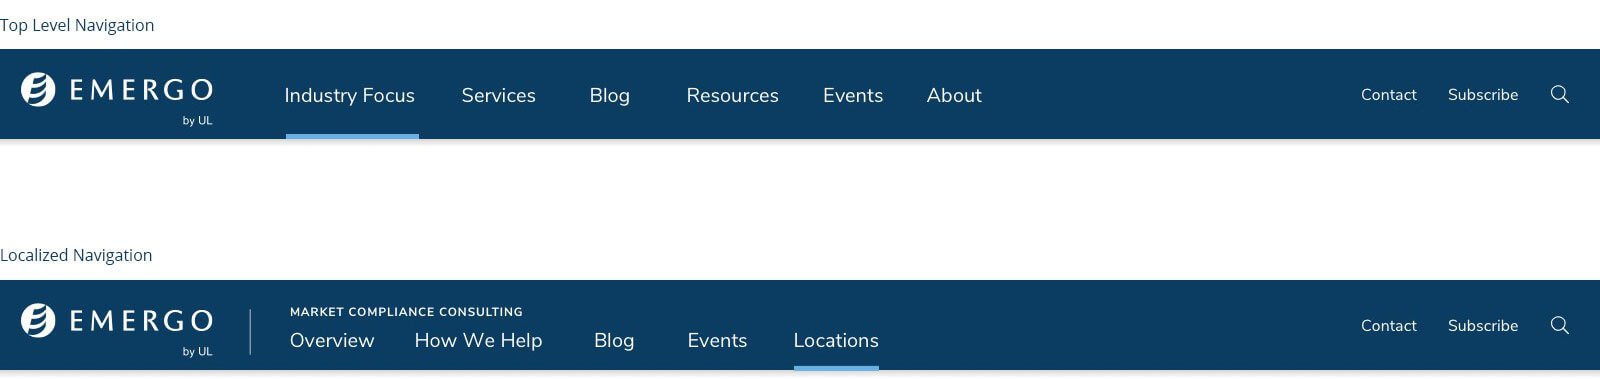 Top Level Navigation
EMERGO
by UL
Industry Focus Services Blog Resources Events About Contact Subscribe
Localized Navigation
EMERGO
by UL
MARKET COMPLIANCE CONSULTING
Overview How We Help Blog Events Locations Contact Subscribe